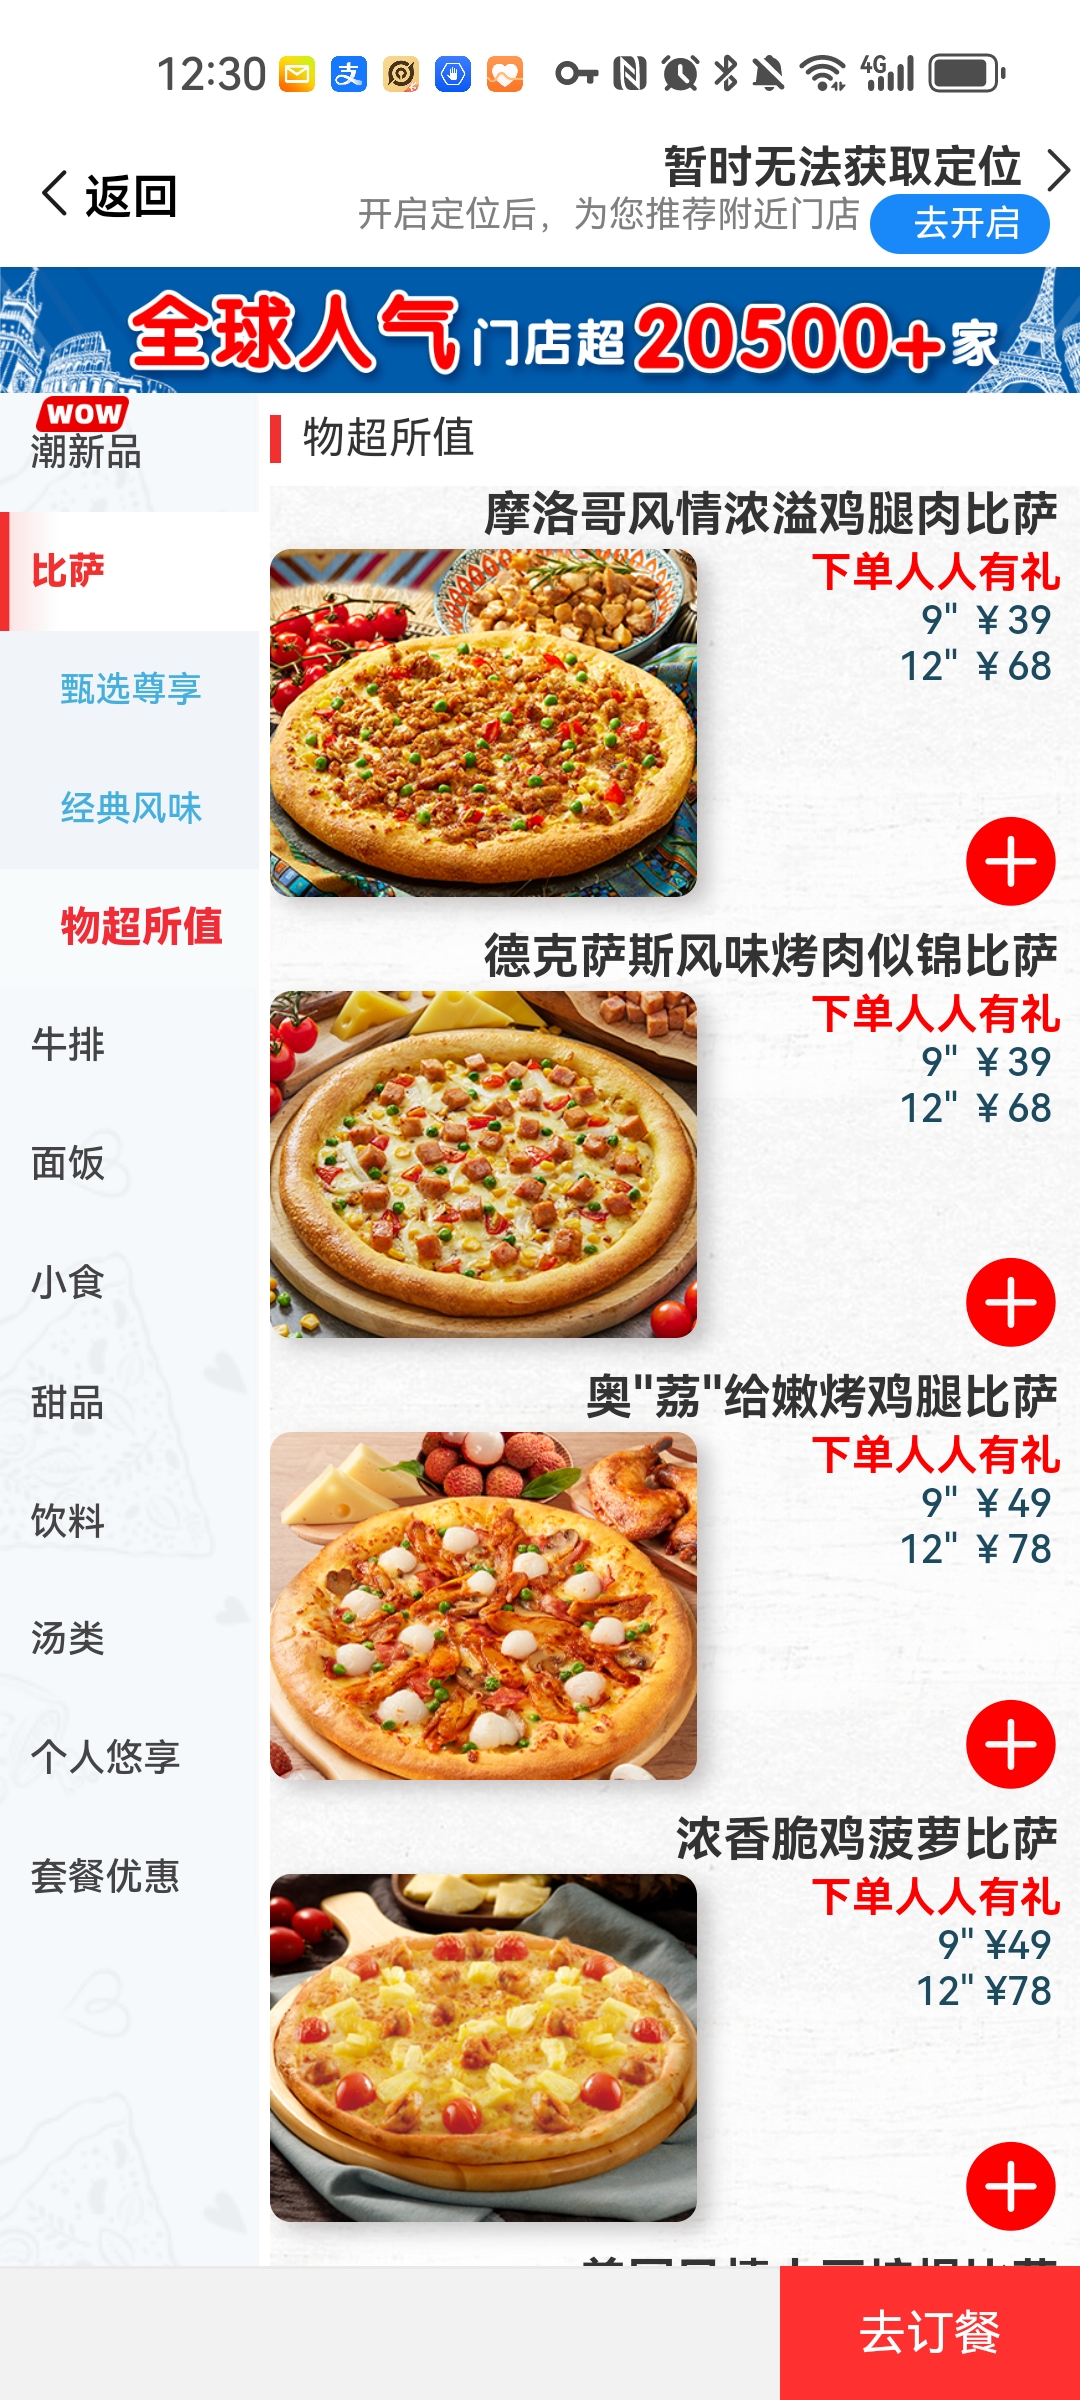 12:30
4G
返回
暂时无法获取定位
开启定位后，为您推荐附近门店
去开启
全球人气 门店超 20500+ 家
WOW
潮新品
比萨
甄选尊享
经典风味
物超所值
牛排
面饭
小食
甜品
饮料
汤类
个人悠享
套餐优惠
物超所值
摩洛哥风情浓溢鸡腿肉比萨
下单人人有礼
9" ￥39
12" ￥68
德克萨斯风味烤肉似锦比萨
下单人人有礼
9" ￥39
12" ￥68
奥"荔"给嫩烤鸡腿比萨
下单人人有礼
9" ￥49
12" ￥78
浓香脆鸡菠萝比萨
下单人人有礼
9" ¥49
12" ¥78
去订餐